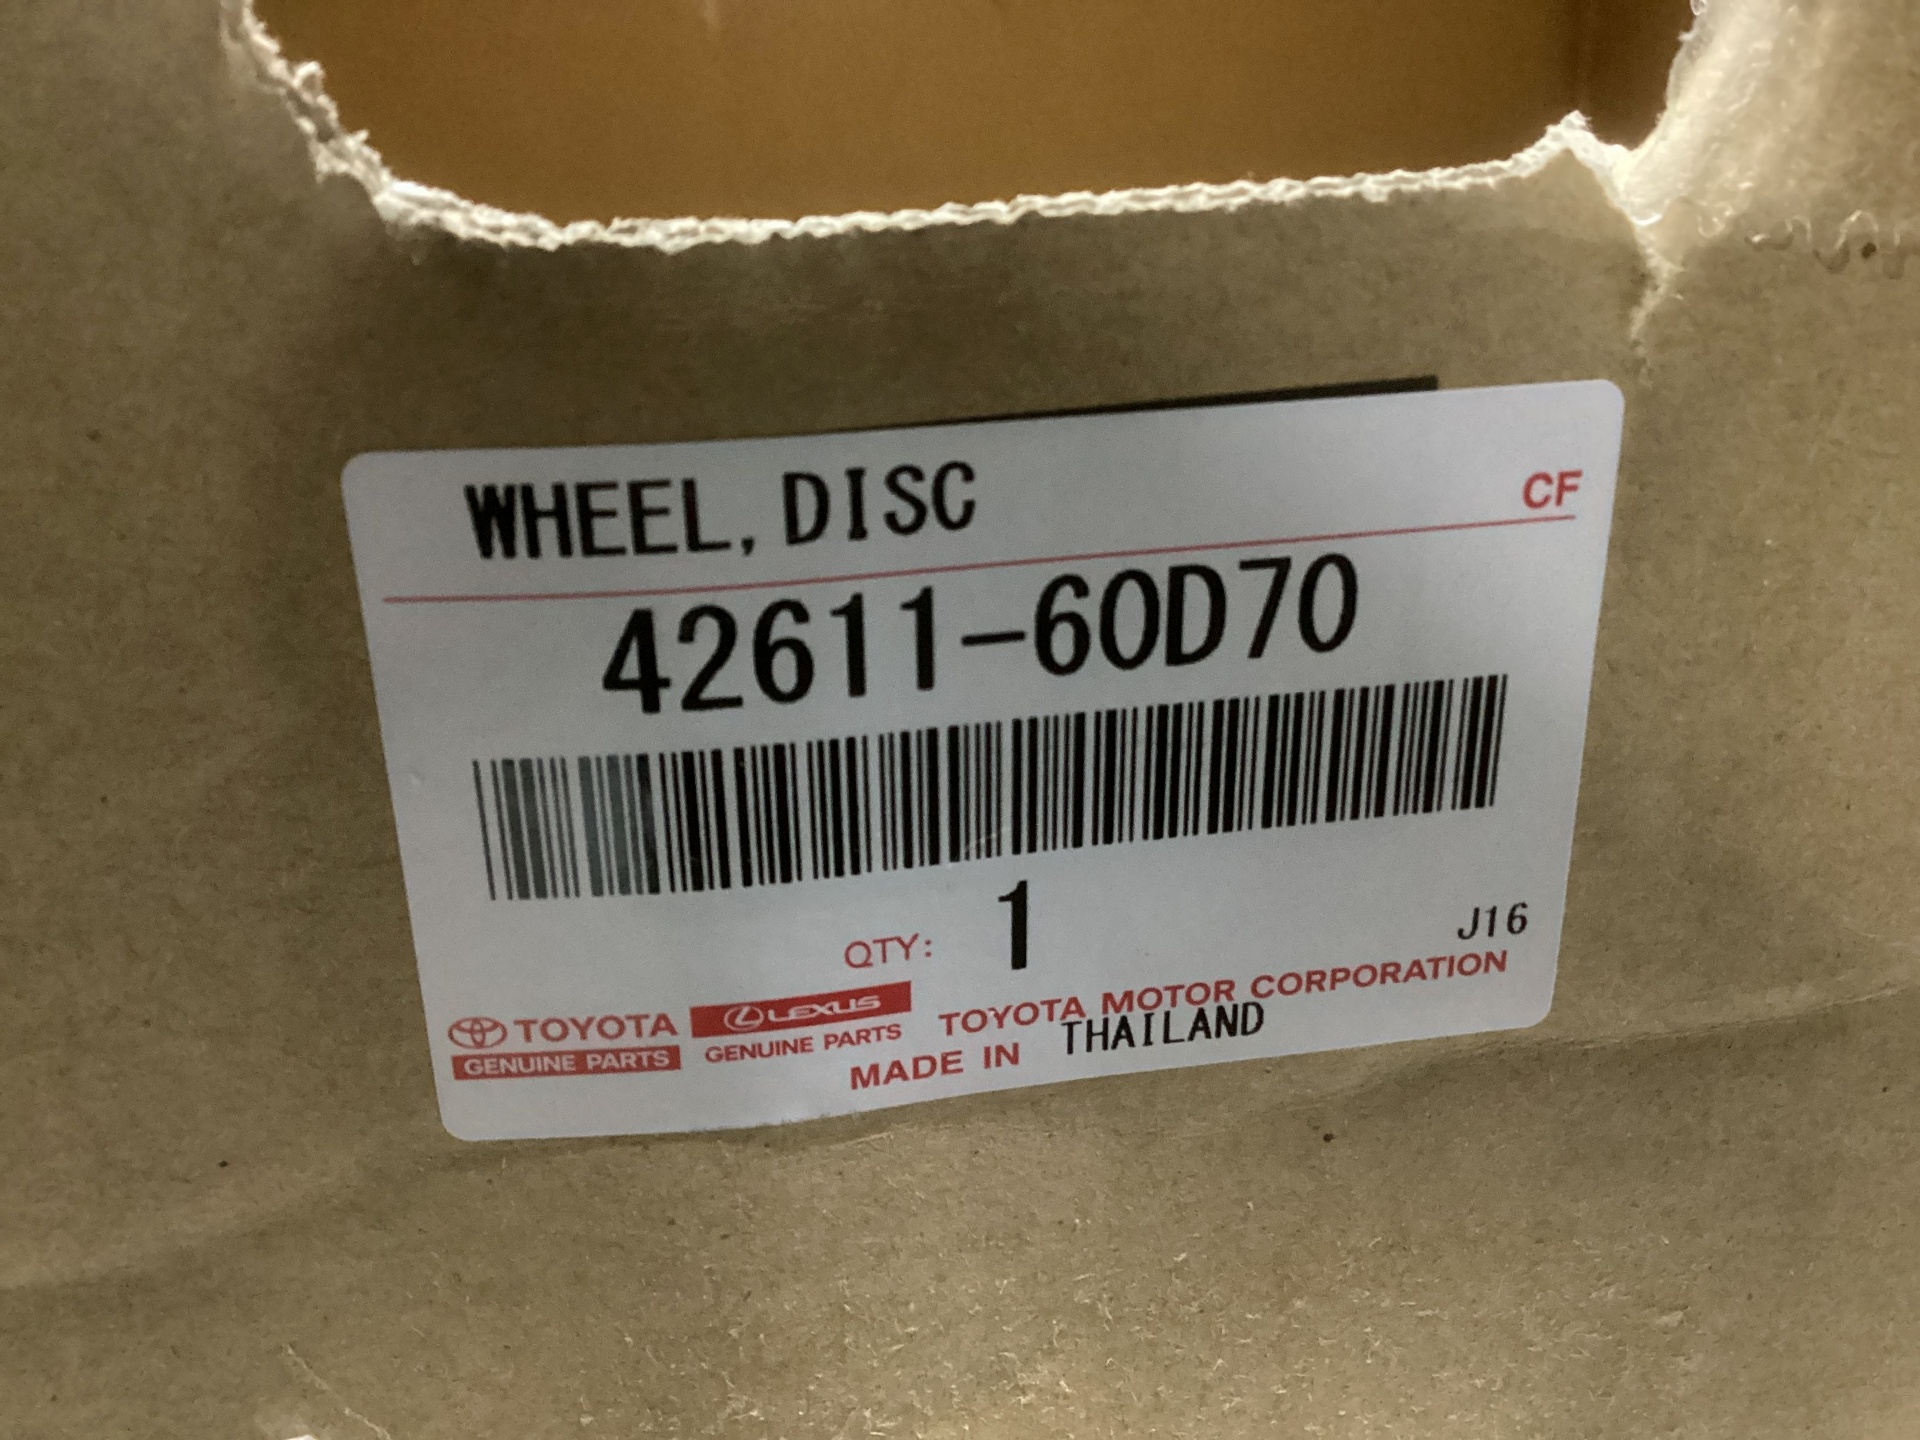 WHEEL, DISC
CF
42611-60D70
QTY: 1
J16
TOYOTA
GENUINE PARTS
LEXUS
GENUINE PARTS
TOYOTA MOTOR CORPORATION
MADE IN THAILAND